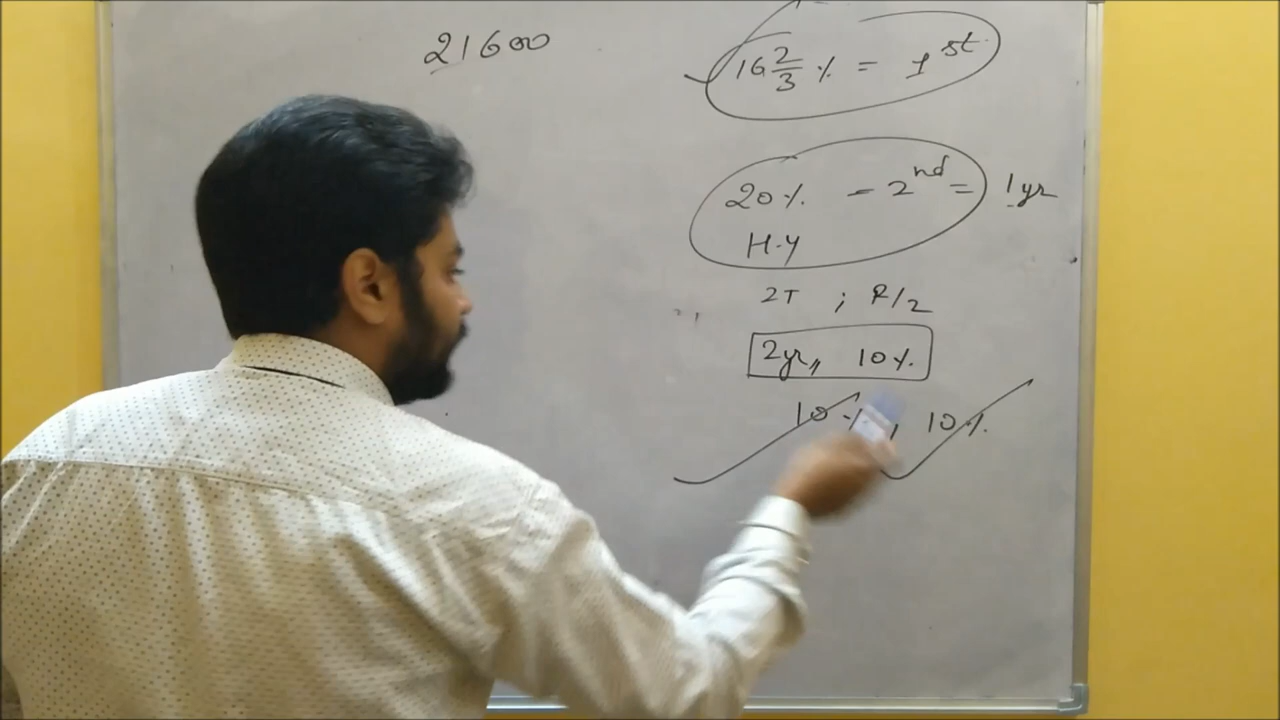 21600
16 2/3 % = 1st
20% - 2nd = 1yr
H-y
2T ; R/2
2yr,, 10%.
10%, 10%.